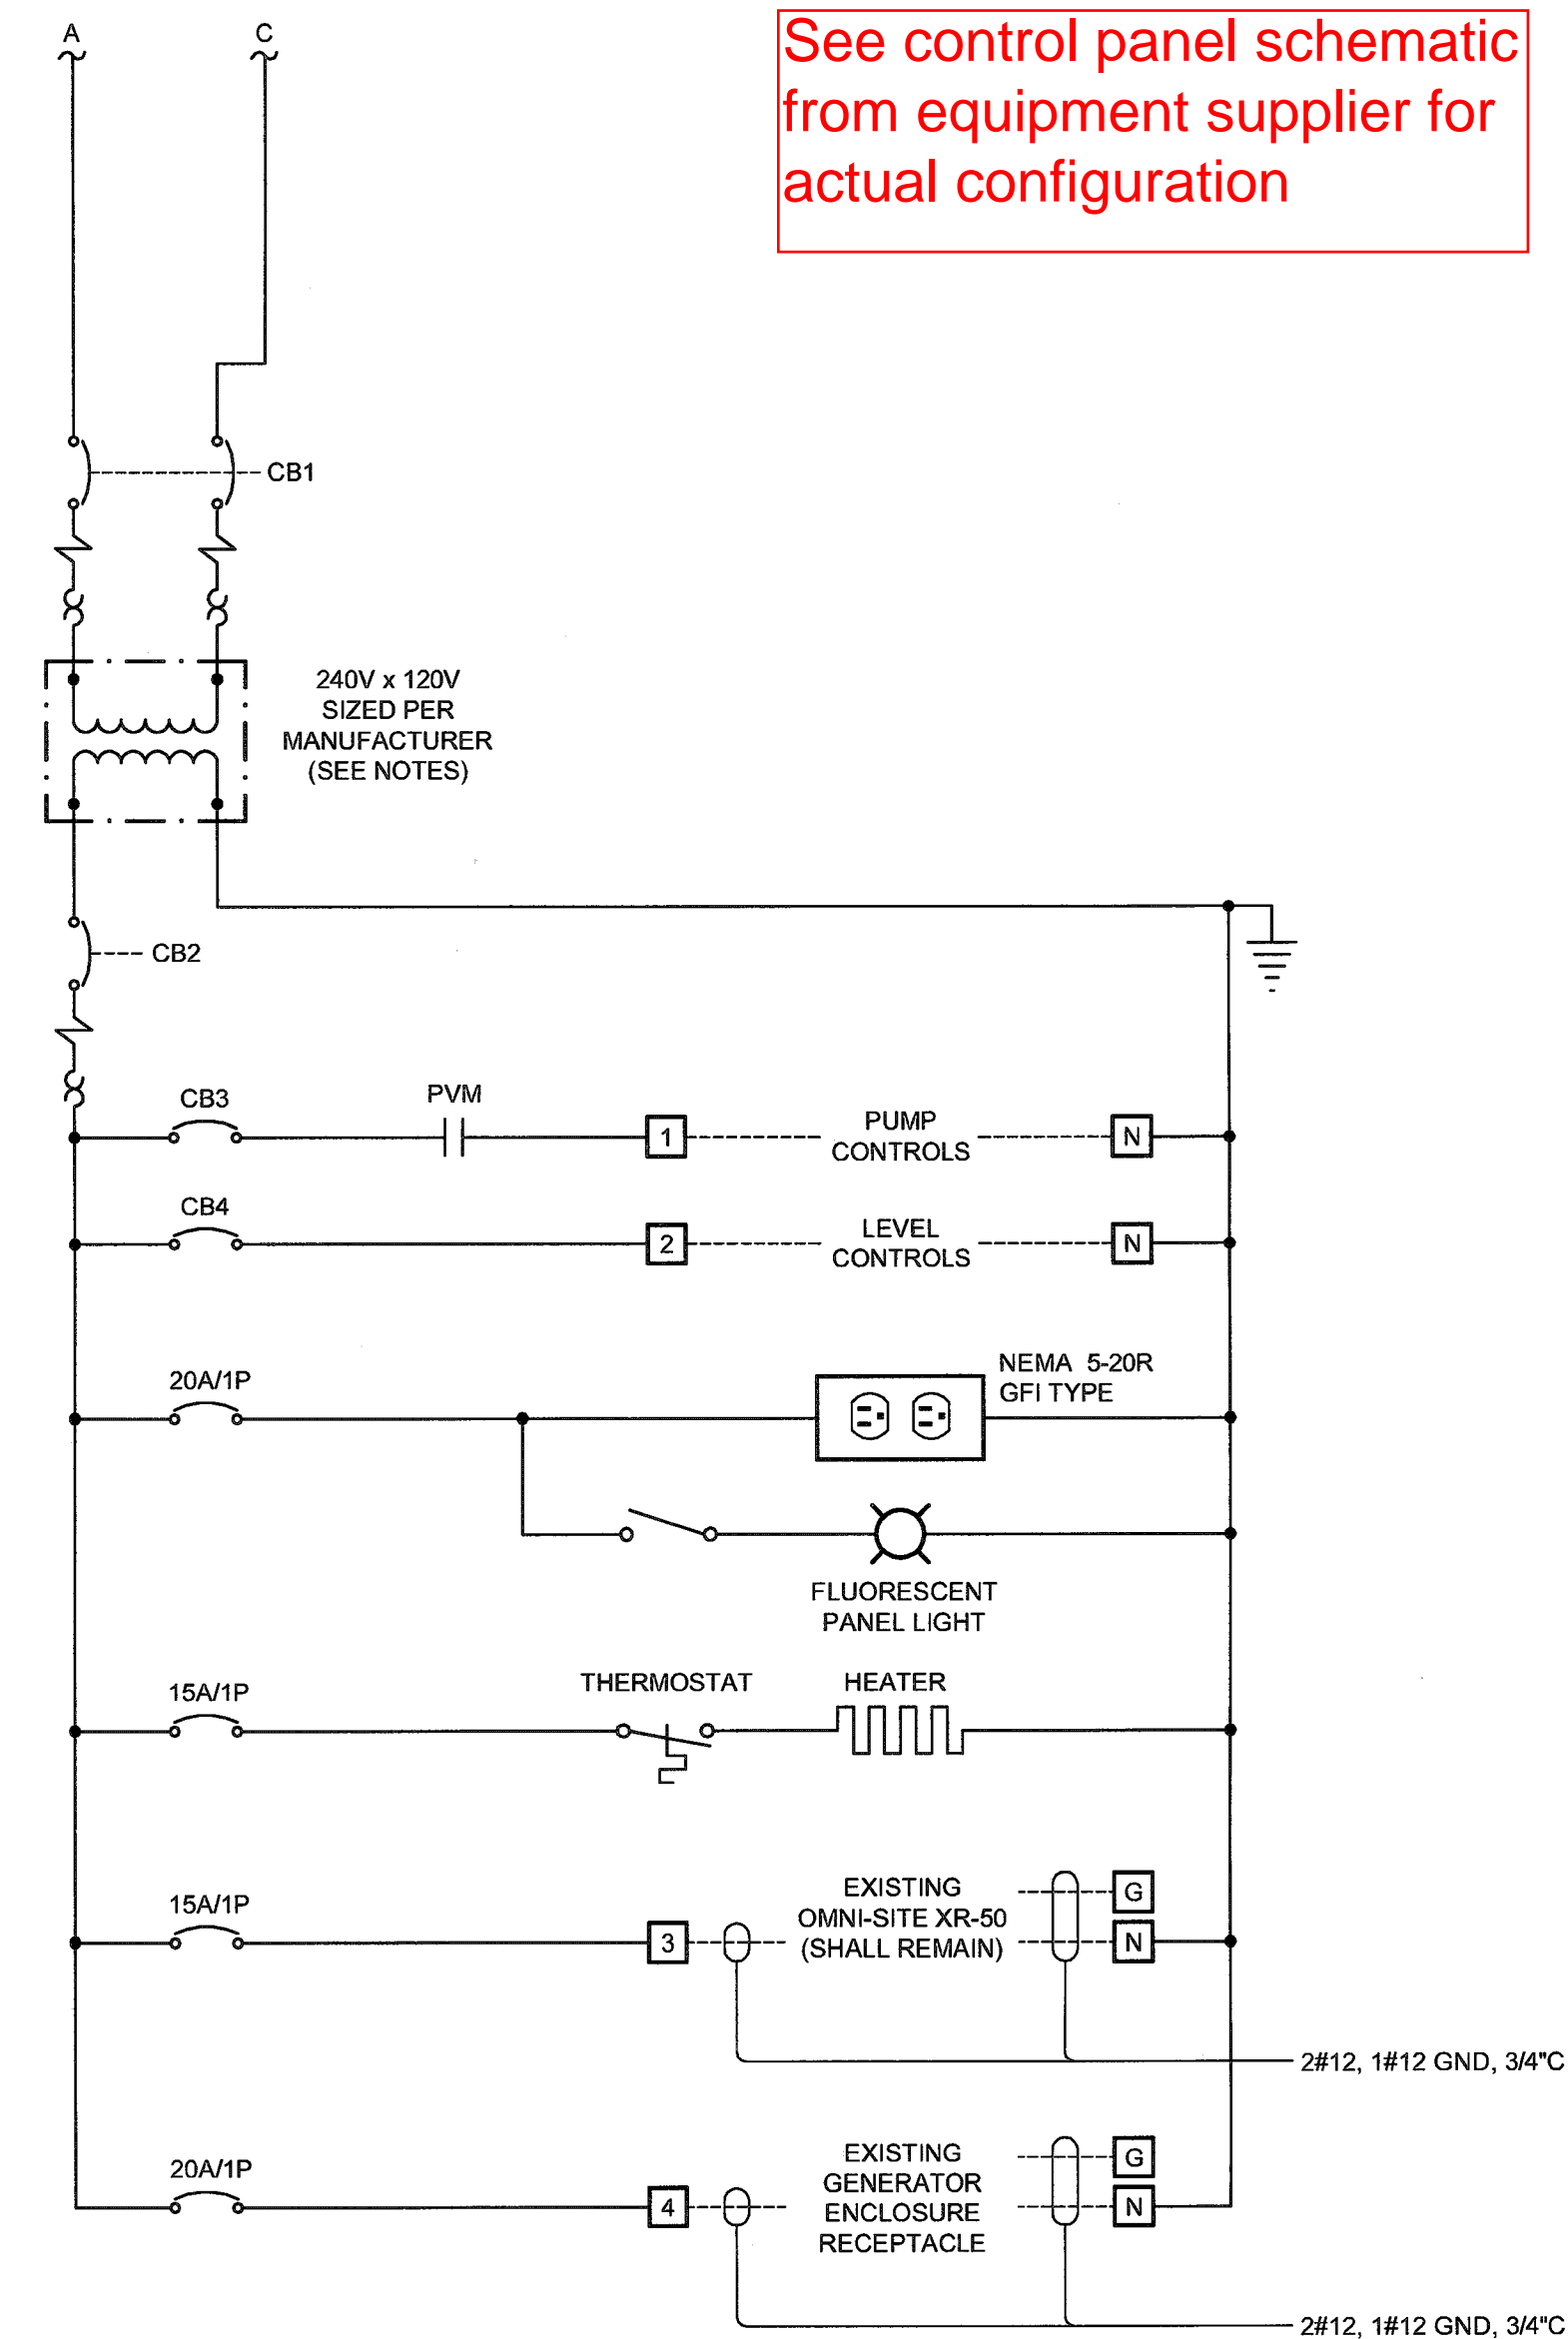 A
C
See control panel schematic
from equipment supplier for
actual configuration
CB1
240V x 120V
SIZED PER
MANUFACTURER
(SEE NOTES)
CB2
CB3
PVM
1
PUMP
CONTROLS
N
CB4
2
LEVEL
CONTROLS
N
20A/1P
NEMA 5-20R
GFI TYPE
FLUORESCENT
PANEL LIGHT
15A/1P
THERMOSTAT
HEATER
15A/1P
3
EXISTING
OMNI-SITE XR-50
(SHALL REMAIN)
G
N
2#12, 1#12 GND, 3/4"C
20A/1P
4
EXISTING
GENERATOR
ENCLOSURE
RECEPTACLE
G
N
2#12, 1#12 GND, 3/4"C